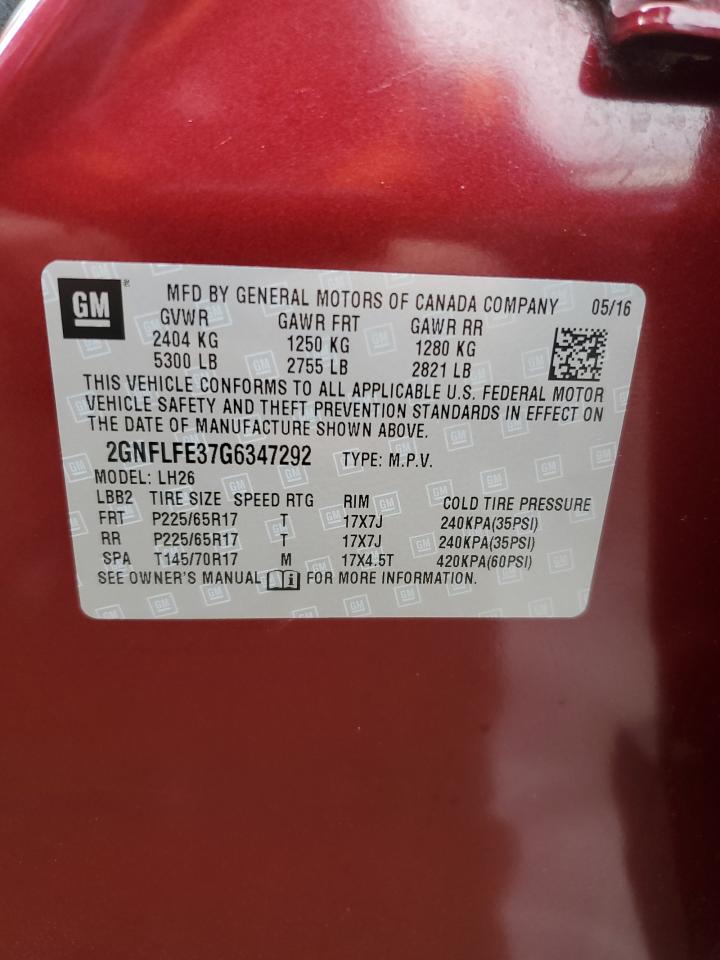 GM ® MFD BY GENERAL MOTORS OF CANADA COMPANY 05/16
GVWR GAWR FRT GAWR RR
2404 KG 1250 KG 1280 KG
5300 LB 2755 LB 2821 LB
THIS VEHICLE CONFORMS TO ALL APPLICABLE U.S. FEDERAL MOTOR
VEHICLE SAFETY AND THEFT PREVENTION STANDARDS IN EFFECT ON
THE DATE OF MANUFACTURE SHOWN ABOVE.
2GNFLFE37G6347292 TYPE: M.P.V.
MODEL: LH26
LBB2 TIRE SIZE SPEED RTG RIM COLD TIRE PRESSURE
FRT P225/65R17 T 17X7J 240KPA(35PSI)
RR P225/65R17 T 17X7J 240KPA(35PSI)
SPA T145/70R17 M 17X4.5T 420KPA(60PSI)
SEE OWNER'S MANUAL FOR MORE INFORMATION.